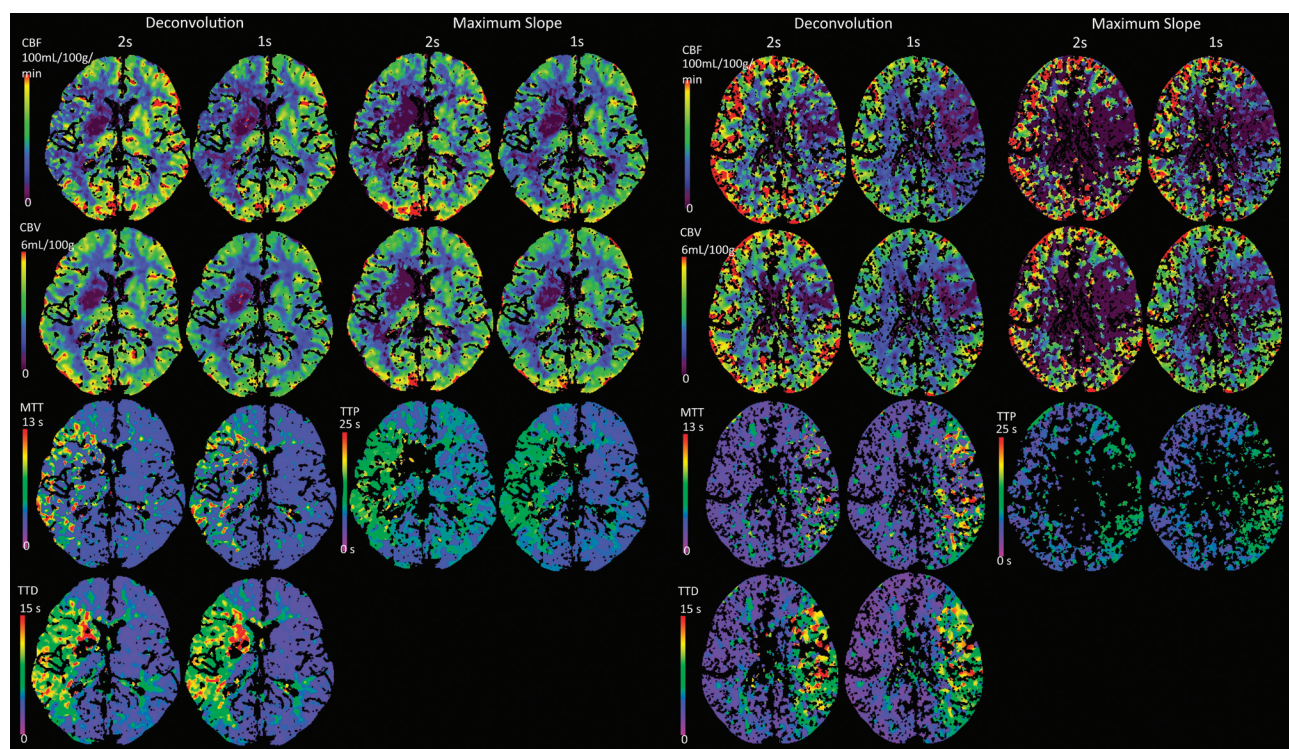 Deconvolution
Maximum Slope
2s
1s
2s
1s
CBF
100mL/100g/
min
0
CBV
6mL/100g
0
MTT
13 s
0
TTP
25 s
0 s
TTD
15 s
0
Deconvolution
Maximum Slope
2s
1s
2s
1s
CBF
100mL/100g/
min
0
CBV
6mL/100g
0
MTT
13 s
0
TTP
25 s
0 s
TTD
15 s
0